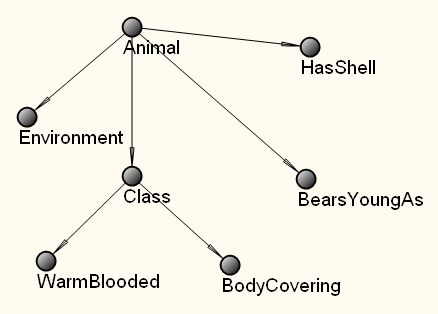 Animal
HasShell
Environment
Class
BearsYoungAs
WarmBlooded
BodyCovering